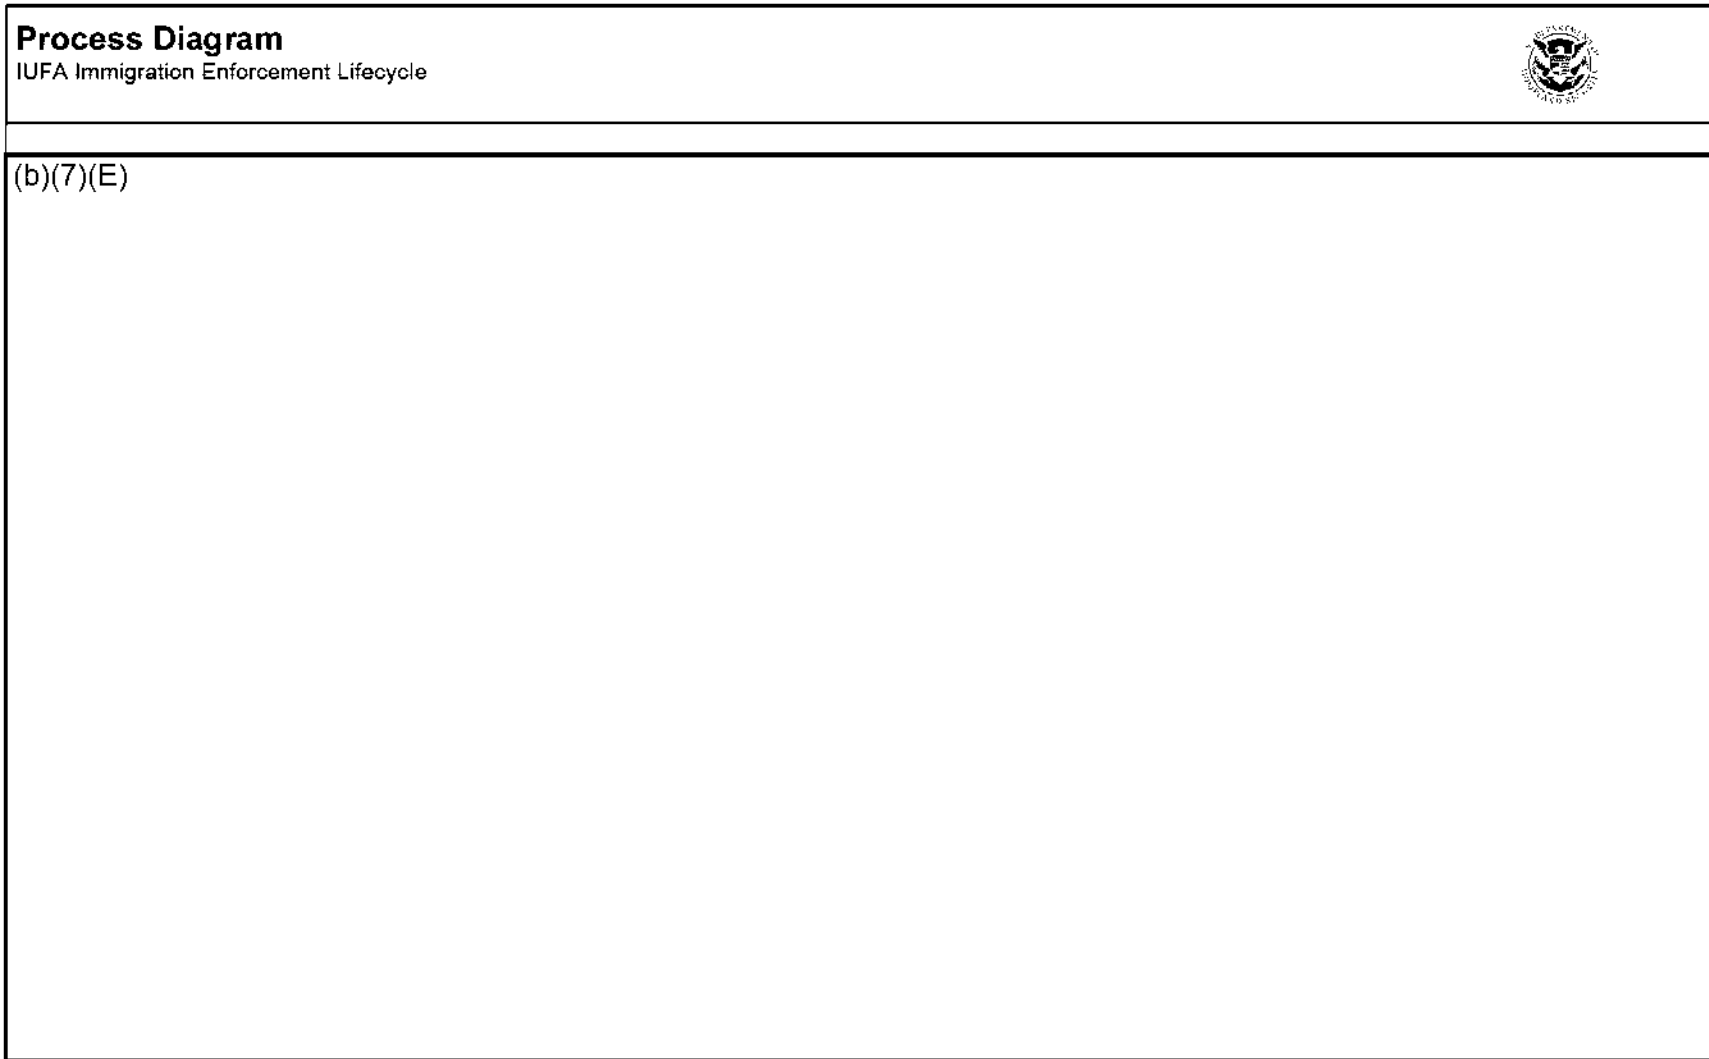 Process Diagram
IUFA Immigration Enforcement Lifecycle
(b)(7)(E)